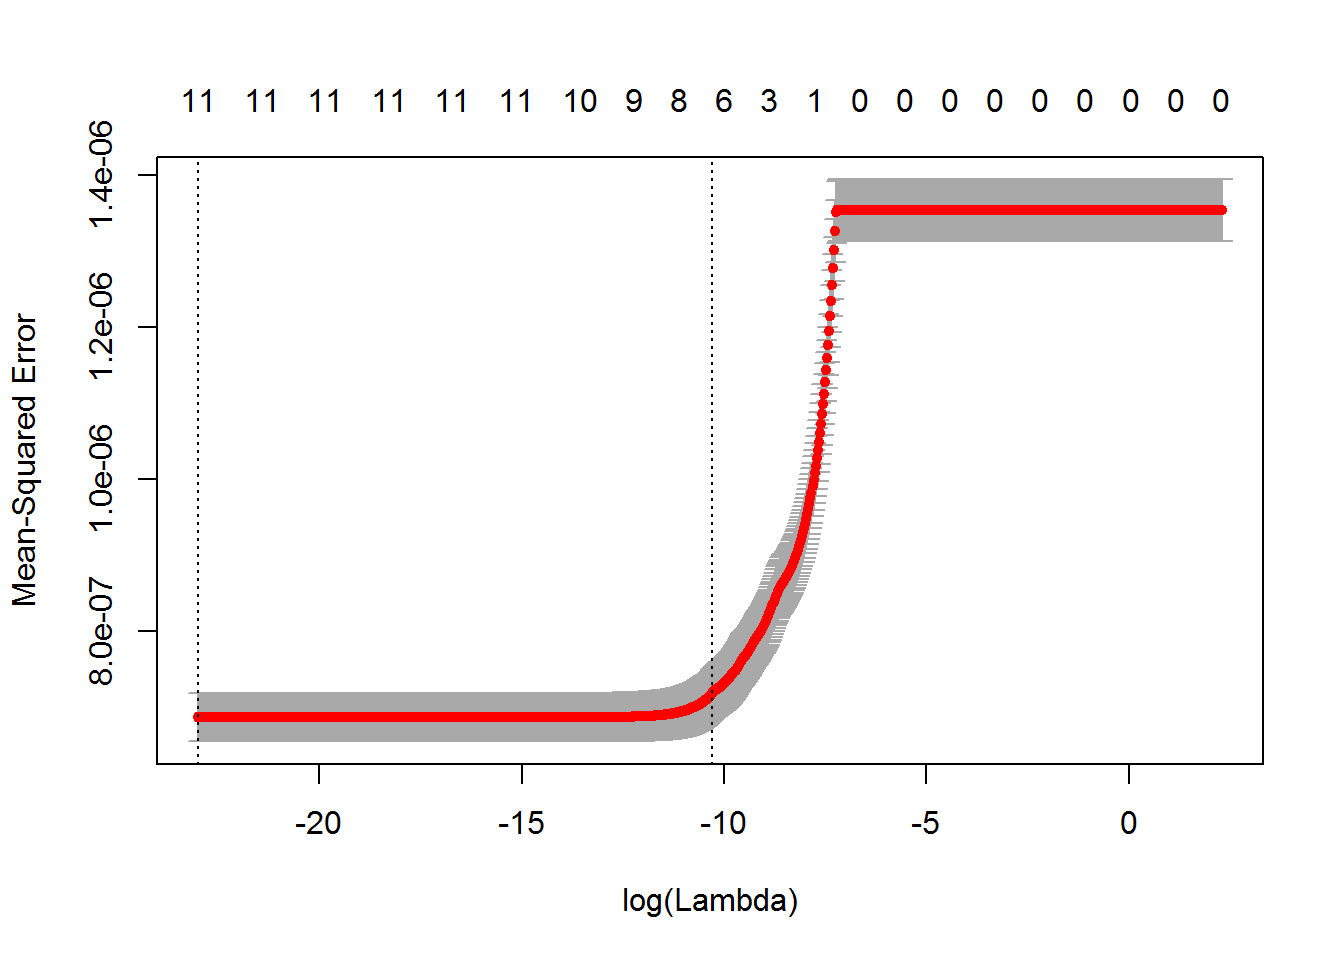 11 11 11 11 11 11 10 9 8 6 3 1 0 0 0 0 0 0 0 0 0
1.4e-06
1.2e-06
1.0e-06
8.0e-07
Mean-Squared Error
-20 -15 -10 -5 0
log(Lambda)